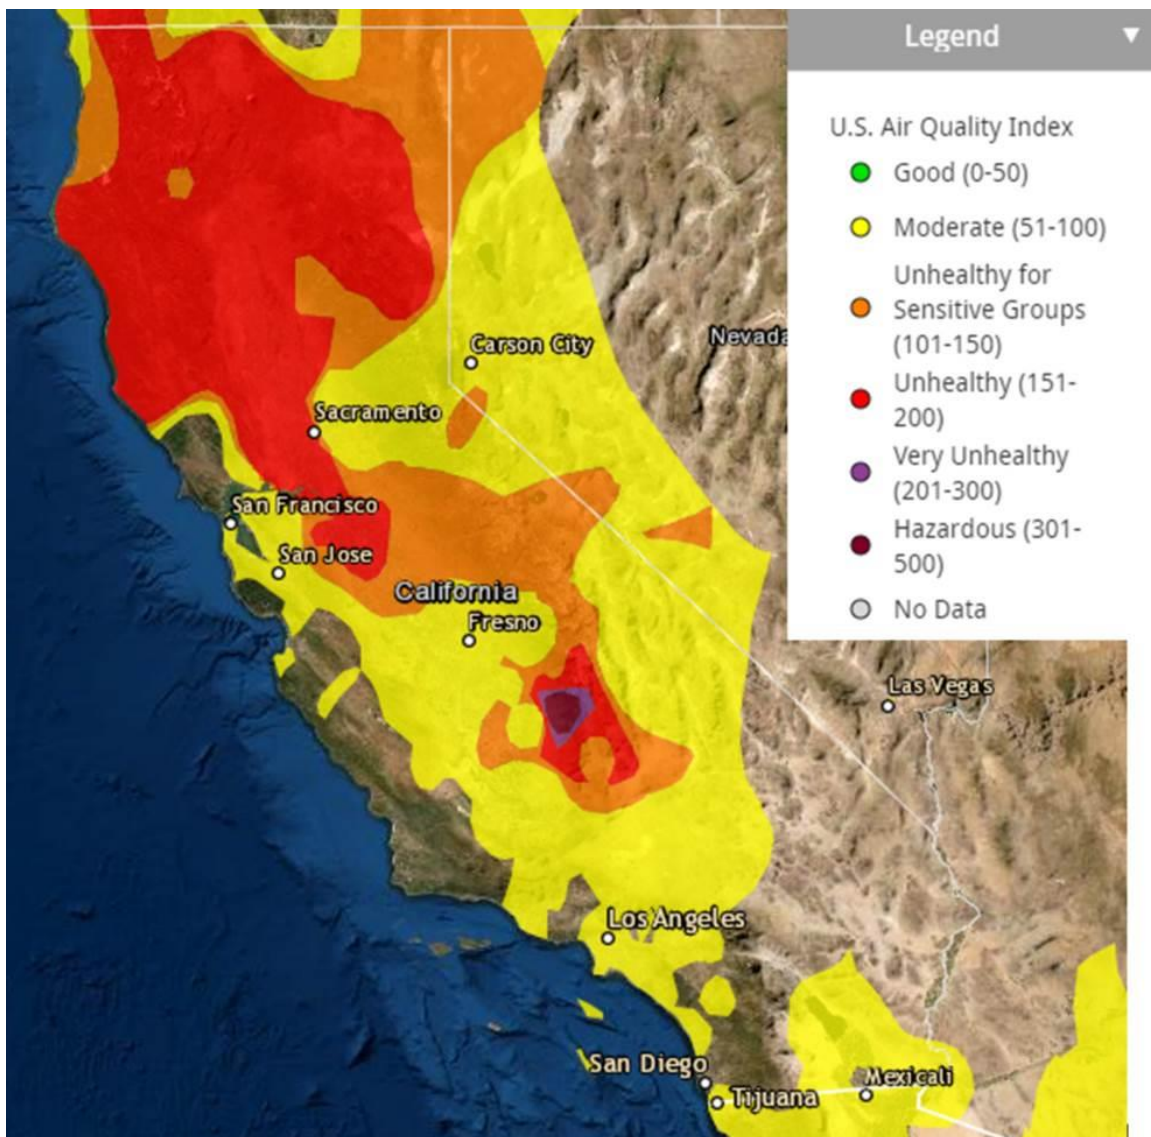 Legend
U.S. Air Quality Index
Good (0-50)
Moderate (51-100)
Unhealthy for
Sensitive Groups
(101-150)
Unhealthy (151-
200)
Very Unhealthy
(201-300)
Hazardous (301-
500)
No Data
Carson City
Nevada
Sacramento
San Francisco
San Jose
California
Fresno
Las Vegas
Los Angeles
San Diego
Tijuana
Mexicali